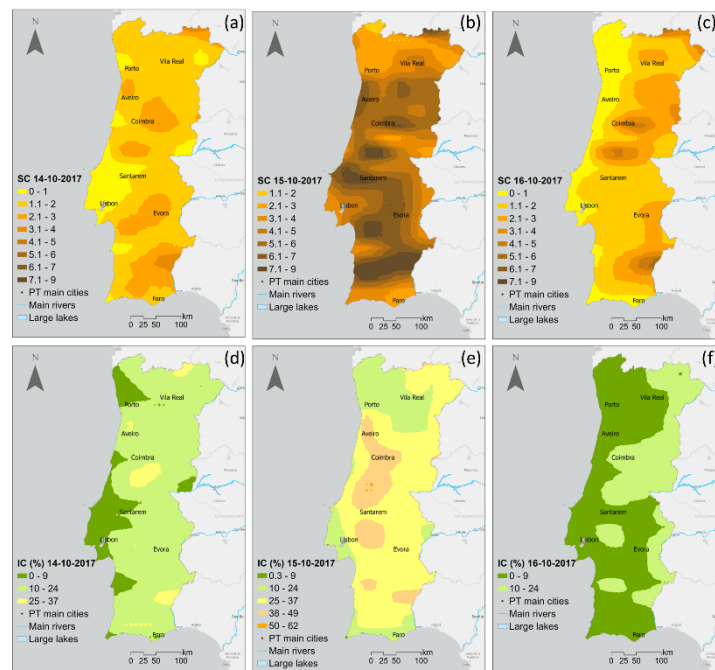 (a)
N
Porto
Vila Real
Aveiro
Coimbra
SC 14-10-2017
Santarem
0 - 1
1.1 - 2
Lisbon
2.1 - 3
Evora
3.1 - 4
4.1 - 5
5.1 - 6
6.1 - 7
7.1 - 9
PT main cities
Main rivers
Faro
Large lakes
km
0 25 50 100
(b)
N
Porto
Vila Real
Aveiro
Coimbra
SC 15-10-2017
Santarem
1.1 - 2
2.1 - 3
Lisbon
3.1 - 4
Evora
4.1 - 5
5.1 - 6
6.1 - 7
7.1 - 9
PT main cities
Main rivers
Faro
Large lakes
km
0 25 50 100
(c)
N
Porto
Vila Real
Aveiro
Coimbra
SC 16-10-2017
Santarem
0 - 1
1.1 - 2
Lisbon
2.1 - 3
Evora
3.1 - 4
4.1 - 5
5.1 - 6
6.1 - 7
7.1 - 9
PT main cities
Main rivers
Faro
Large lakes
km
0 25 50 100
(d)
N
Porto
Vila Real
Aveiro
Coimbra
Santarem
Lisbon
Evora
IC (%) 14-10-2017
0 - 9
10 - 24
25 - 37
PT main cities
Main rivers
Faro
Large lakes
km
0 25 50 100
(e)
N
Porto
Vila Real
Aveiro
Coimbra
Santarem
Lisbon
Evora
IC (%) 15-10-2017
0.3 - 9
10 - 24
25 - 37
38 - 49
50 - 62
PT main cities
Main rivers
Faro
Large lakes
km
0 25 50 100
(f)
N
Porto
Vila Real
Aveiro
Coimbra
Santarem
Lisbon
Evora
IC (%) 16-10-2017
0 - 9
10 - 24
PT main cities
Main rivers
Faro
Large lakes
km
0 25 50 100